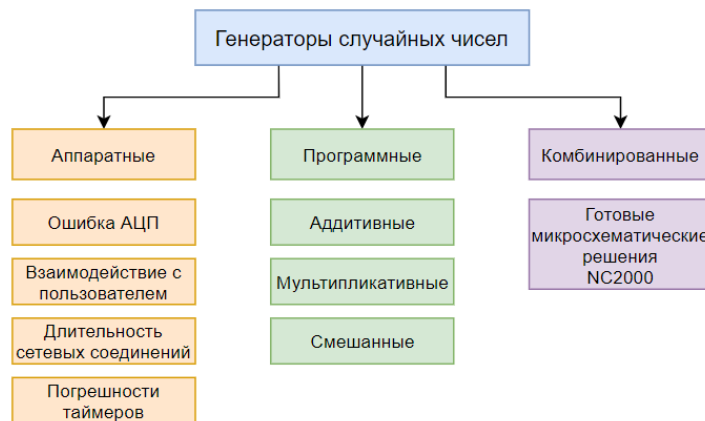 Генераторы случайных чисел
Аппаратные
Программные
Комбинированные
Ошибка АЦП
Аддитивные
Готовые
микросхематические
решения
NC2000
Взаимодействие с
пользователем
Мультипликативные
Длительность
сетевых соединений
Смешанные
Погрешности
таймеров